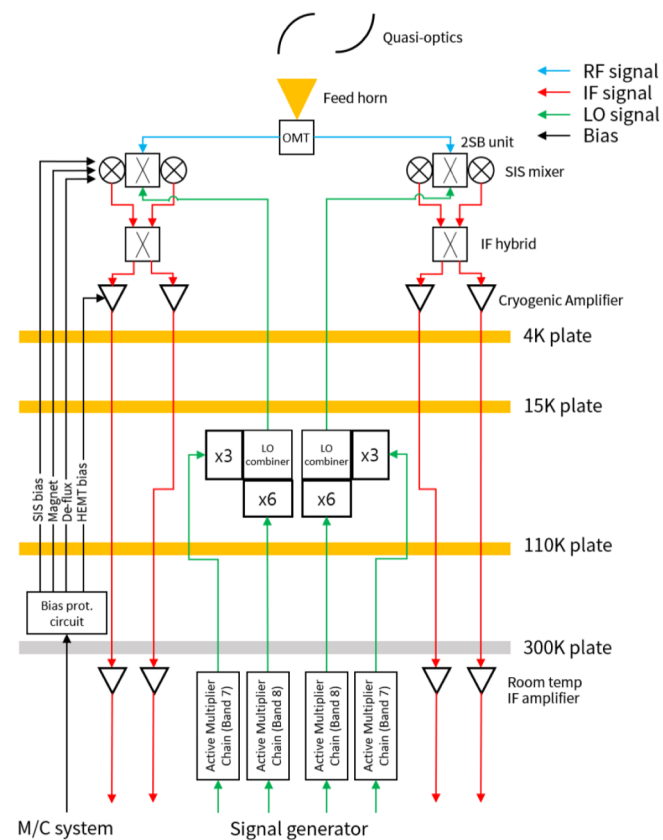 Quasi-optics
RF signal
IF signal
LO signal
Bias
Feed horn
OMT
2SB unit
SIS mixer
IF hybrid
Cryogenic Amplifier
4K plate
15K plate
x3
LO
combiner
LO
combiner
x3
x6
x6
SIS bias
Magnet
De-flux
HEMT bias
110K plate
Bias prot.
circuit
300K plate
Active Multiplier
Chain (Band 7)
Active Multiplier
Chain (Band 8)
Active Multiplier
Chain (Band 8)
Active Multiplier
Chain (Band 7)
Room temp
IF amplifier
M/C system
Signal generator